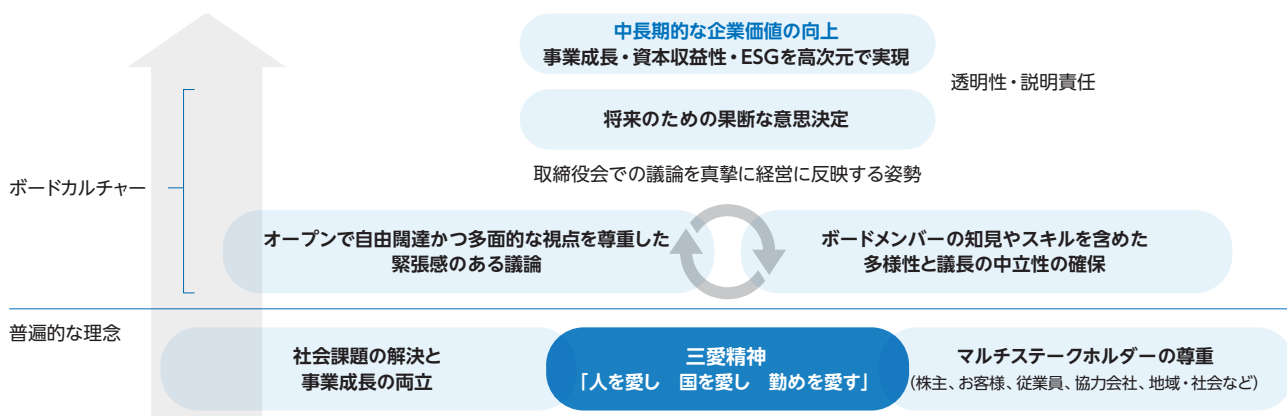 中長期的な企業価値の向上
事業成長・資本収益性・ESGを高次元で実現
透明性・説明責任
将来のための果断な意思決定
取締役会での議論を真摯に経営に反映する姿勢
ボードカルチャー
オープンで自由闊達かつ多面的な視点を尊重した
緊張感のある議論
ボードメンバーの知見やスキルを含めた
多様性と議長の中立性の確保
普遍的な理念
社会課題の解決と
事業成長の両立
三愛精神
「人を愛し　国を愛し　勤めを愛す」
マルチステークホルダーの尊重
(株主、お客様、従業員、協力会社、地域・社会など)